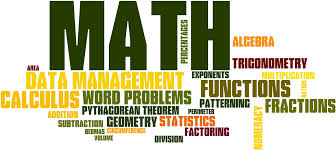 MATH
PERCENTAGES
ALGEBRA
TRIGONOMETRY
AREA
DATA MANAGEMENT
EXPONENTS
MULTIPLICATION
CALCULUS
WORD PROBLEMS
FUNCTIONS
ADDITION
PYTHAGOREAN THEOREM
PATTERNING
FRACTIONS
SUBTRACTION
GEOMETRY
PERIMETER
STATISTICS
NUMERACY
BEDMAS
CIRCUMFERENCE
FACTORING
VOLUME
DIVISION